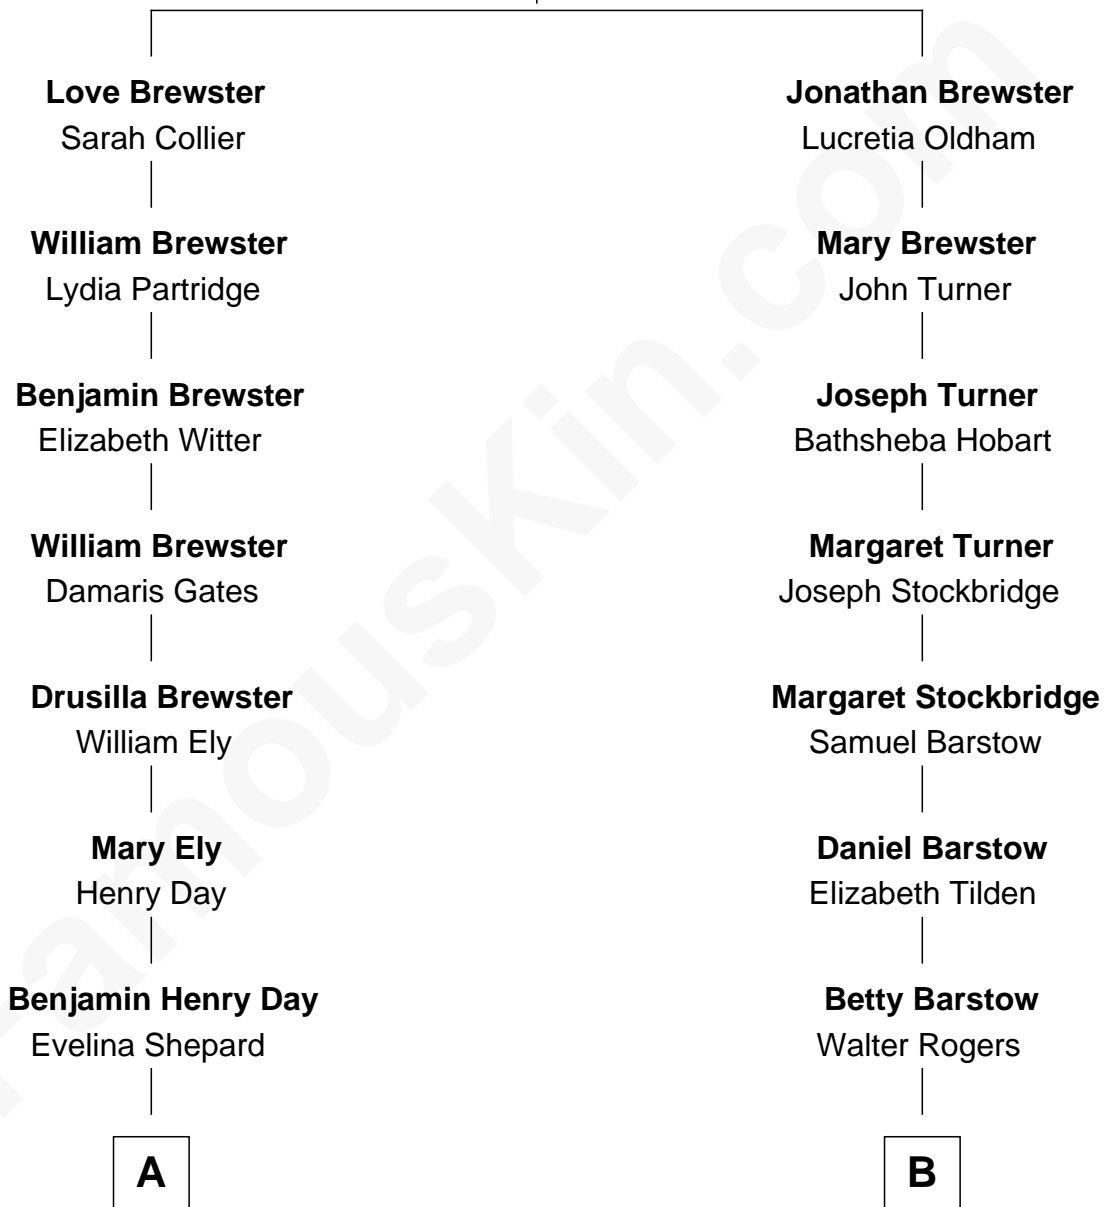 Love Brewster
Sarah Collier
William Brewster
Lydia Partridge
Benjamin Brewster
Elizabeth Witter
William Brewster
Damaris Gates
Drusilla Brewster
William Ely
Mary Ely
Henry Day
Benjamin Henry Day
Evelina Shepard
A
Jonathan Brewster
Lucretia Oldham
Mary Brewster
John Turner
Joseph Turner
Bathsheba Hobart
Margaret Turner
Joseph Stockbridge
Margaret Stockbridge
Samuel Barstow
Daniel Barstow
Elizabeth Tilden
Betty Barstow
Walter Rogers
B
FamousKin.com